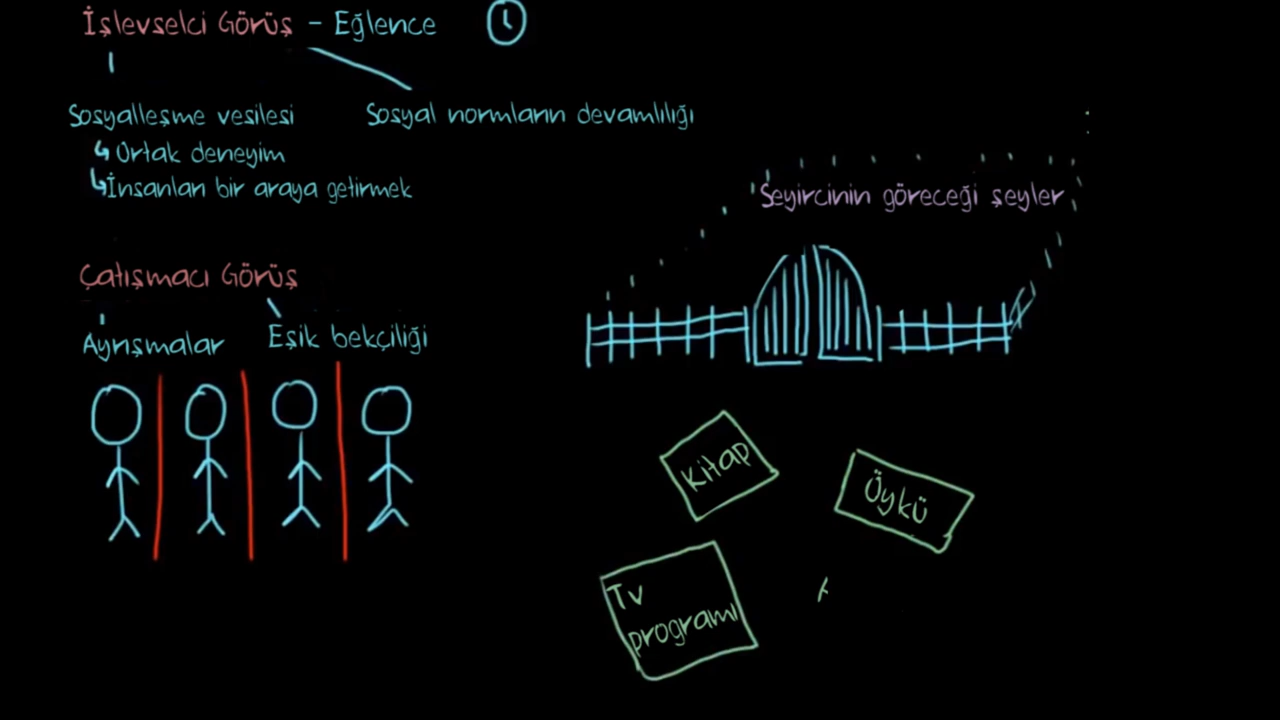 İşlevselci Görüş - Eğlence
Sosyalleşme vesilesi
Sosyal normların devamlılığı
↳ Ortak deneyim
↳ İnsanları bir araya getirmek
Seyircinin göreceği şeyler
Çatışmacı Görüş
Ayrışmalar
Eşik bekçiliği
Kitap
Öykü
Tv
programı